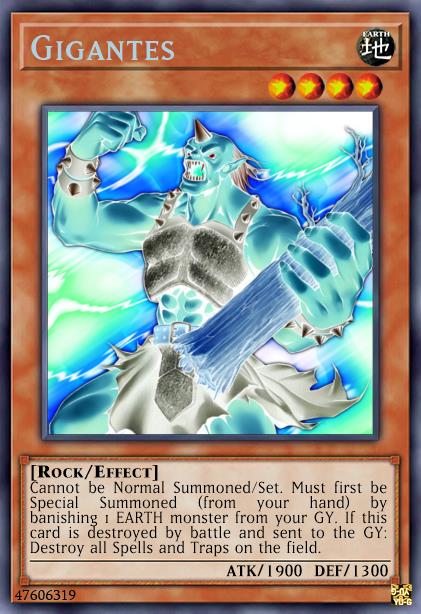 GIGANTES
EARTH
地
[ROCK/EFFECT]
Cannot be Normal Summoned/Set. Must first be
Special Summoned (from your hand) by
banishing 1 EARTH monster from your GY. If this
card is destroyed by battle and sent to the GY:
Destroy all Spells and Traps on the field.
ATK/1900 DEF/1300
47606319